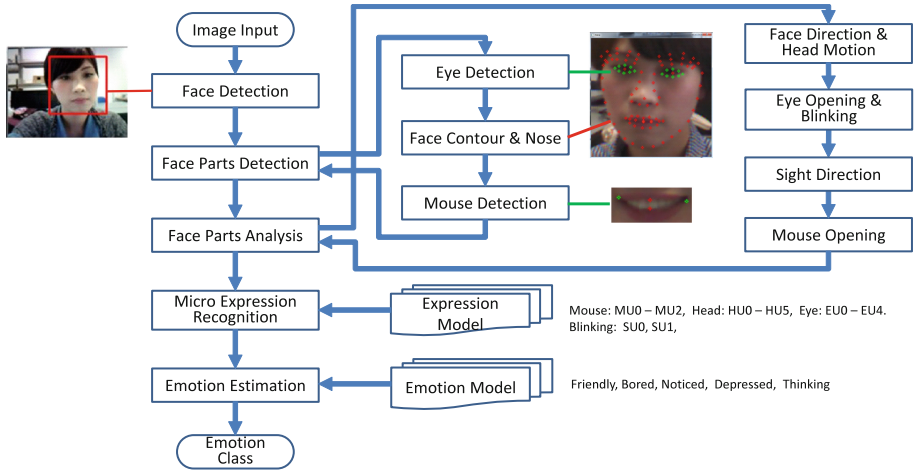 Image Input
Face Detection
Face Parts Detection
Face Parts Analysis
Micro Expression
Recognition
Emotion Estimation
Emotion
Class
Eye Detection
Face Contour & Nose
Mouse Detection
Face Direction &
Head Motion
Eye Opening &
Blinking
Sight Direction
Mouse Opening
Expression
Model
Mouse: MU0 – MU2, Head: HU0 – HU5, Eye: EU0 – EU4.
Blinking: SU0, SU1,
Emotion Model
Friendly, Bored, Noticed, Depressed, Thinking